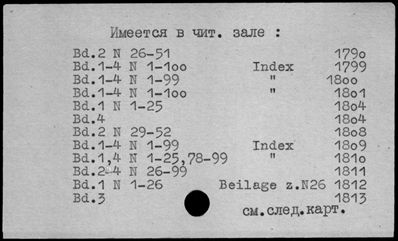 Имеется в чит. зале :
Bd.2 N 26-51 1790
Bd.1-4 N 1-100 Index 1799
Bd.1-4 N 1-99 " 1800
Bd.1-4 N 1-100 " 1801
Bd.1 N 1-25 1804
Bd.4 1804
Bd.2 N 29-52 1808
Bd.1-4 N 1-99 Index 1809
Bd.1,4 N 1-25,78-99 " 1810
Bd.2-4 N 26-99 1811
Bd.1 N 1-26 Beilage z.N26 1812
Bd.3 1813
см.след.карт.